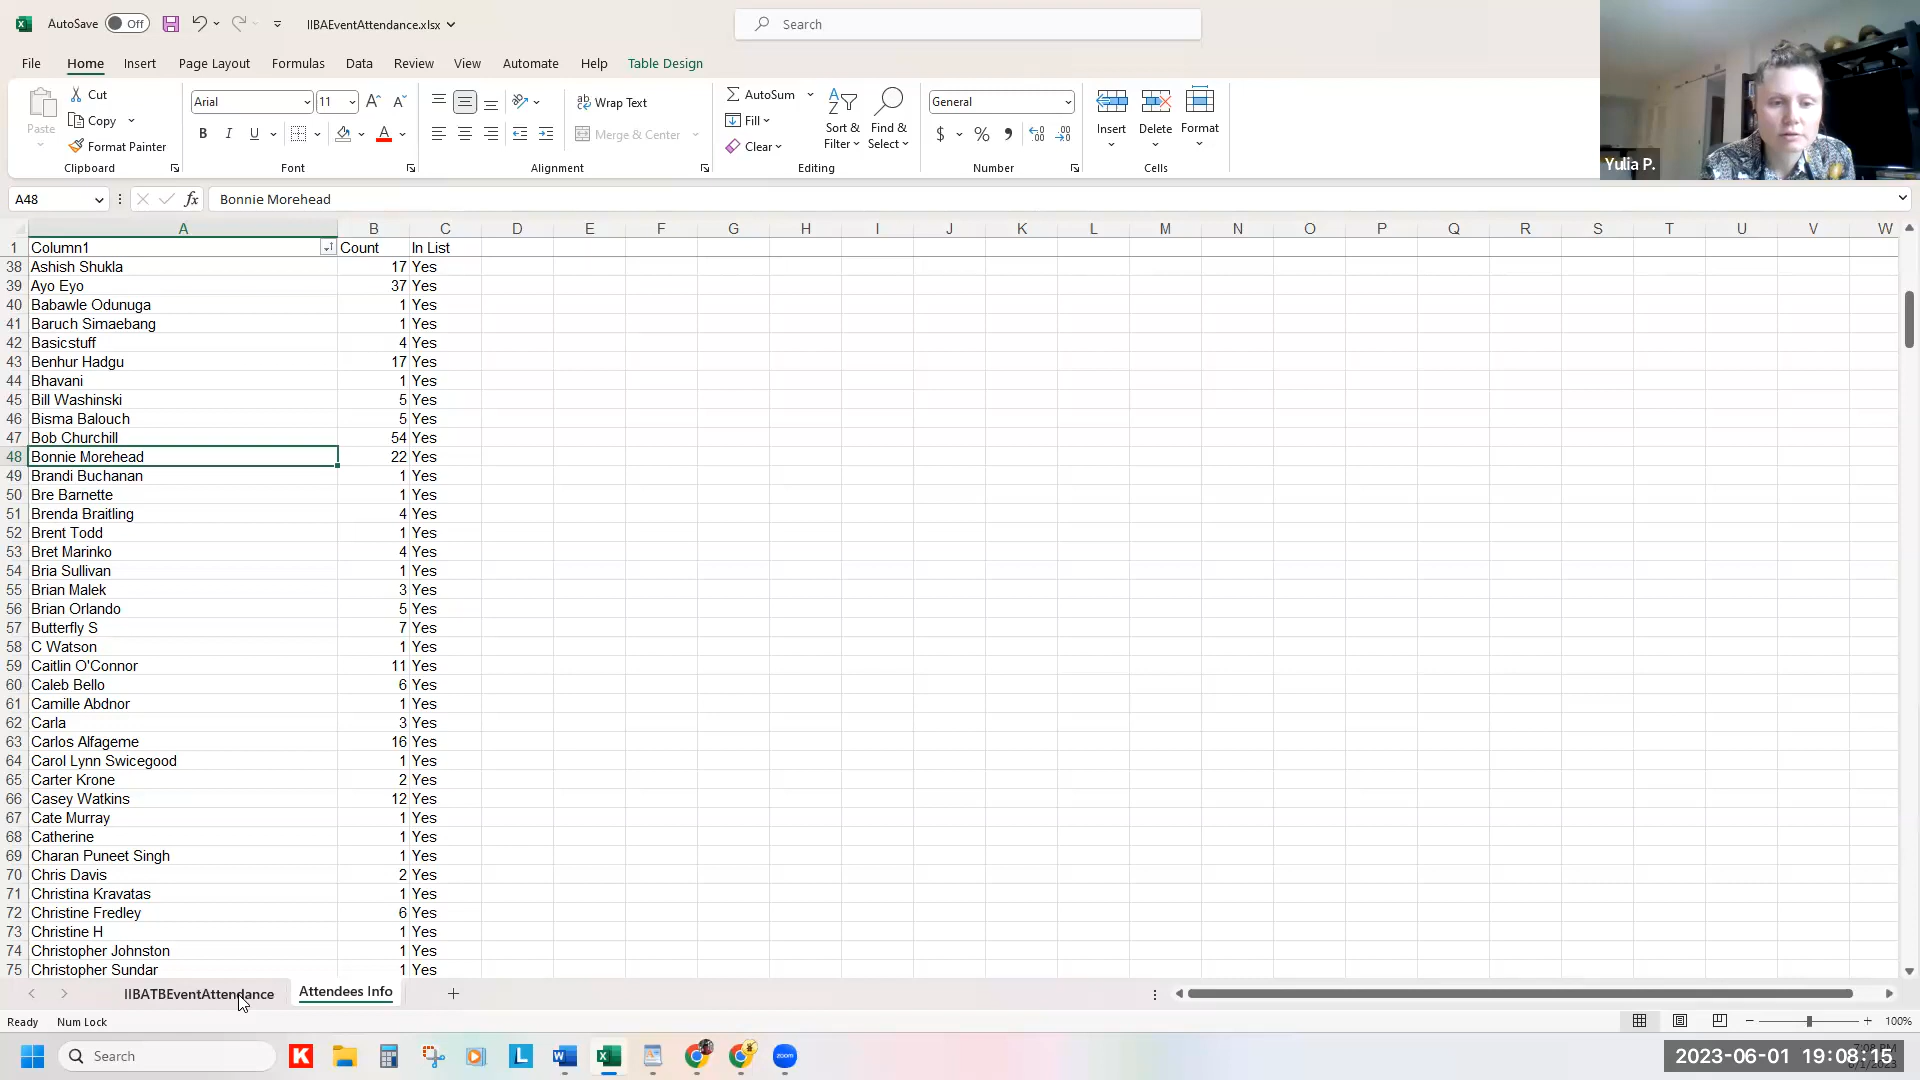 AutoSave Off IIBAEventAttendance.xlsx Search
File Home Insert Page Layout Formulas Data Review View Automate Help Table Design
Paste Cut Copy Format Painter Clipboard
Arial 11 B I U A Font
Wrap Text Merge & Center Alignment
AutoSum Fill Clear Sort & Filter Find & Select Editing
General $ % Number
Insert Delete Format Cells
Yulia P.
A48 fx Bonnie Morehead
A B C D E F G H I J K L M N O P Q R S T U V W
1 Column1 Count In List
38 Ashish Shukla 17 Yes
39 Ayo Eyo 37 Yes
40 Babawle Odunuga 1 Yes
41 Baruch Simaebang 1 Yes
42 Basicstuff 4 Yes
43 Benhur Hadgu 17 Yes
44 Bhavani 1 Yes
45 Bill Washinski 5 Yes
46 Bisma Balouch 5 Yes
47 Bob Churchill 54 Yes
48 Bonnie Morehead 22 Yes
49 Brandi Buchanan 1 Yes
50 Bre Barnette 1 Yes
51 Brenda Braitling 4 Yes
52 Brent Todd 1 Yes
53 Bret Marinko 4 Yes
54 Bria Sullivan 1 Yes
55 Brian Malek 3 Yes
56 Brian Orlando 5 Yes
57 Butterfly S 7 Yes
58 C Watson 1 Yes
59 Caitlin O'Connor 11 Yes
60 Caleb Bello 6 Yes
61 Camille Abdnor 1 Yes
62 Carla 3 Yes
63 Carlos Alfageme 16 Yes
64 Carol Lynn Swicegood 1 Yes
65 Carter Krone 2 Yes
66 Casey Watkins 12 Yes
67 Cate Murray 1 Yes
68 Catherine 1 Yes
69 Charan Puneet Singh 1 Yes
70 Chris Davis 2 Yes
71 Christina Kravatas 1 Yes
72 Christine Fredley 6 Yes
73 Christine H 1 Yes
74 Christopher Johnston 1 Yes
75 Christopher Sundar 1 Yes
IIBATBEventAttendance Attendees Info
Ready Num Lock 100%
Search K L zoom
2023-06-01 19:08:15